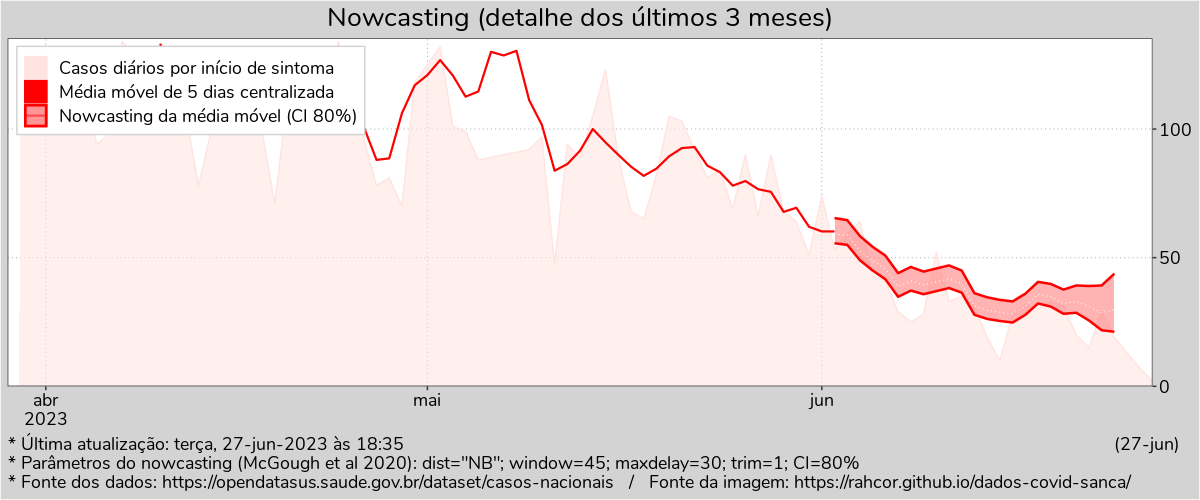 Nowcasting (detalhe dos últimos 3 meses)
Casos diários por início de sintoma
Média móvel de 5 dias centralizada
Nowcasting da média móvel (CI 80%)
100
50
0
abr
2023
mai
jun
* Última atualização: terça, 27-jun-2023 às 18:35
(27-jun)
* Parâmetros do nowcasting (McGough et al 2020): dist="NB"; window=45; maxdelay=30; trim=1; CI=80%
* Fonte dos dados: https://opendatasus.saude.gov.br/dataset/casos-nacionais / Fonte da imagem: https://rahcor.github.io/dados-covid-sanca/